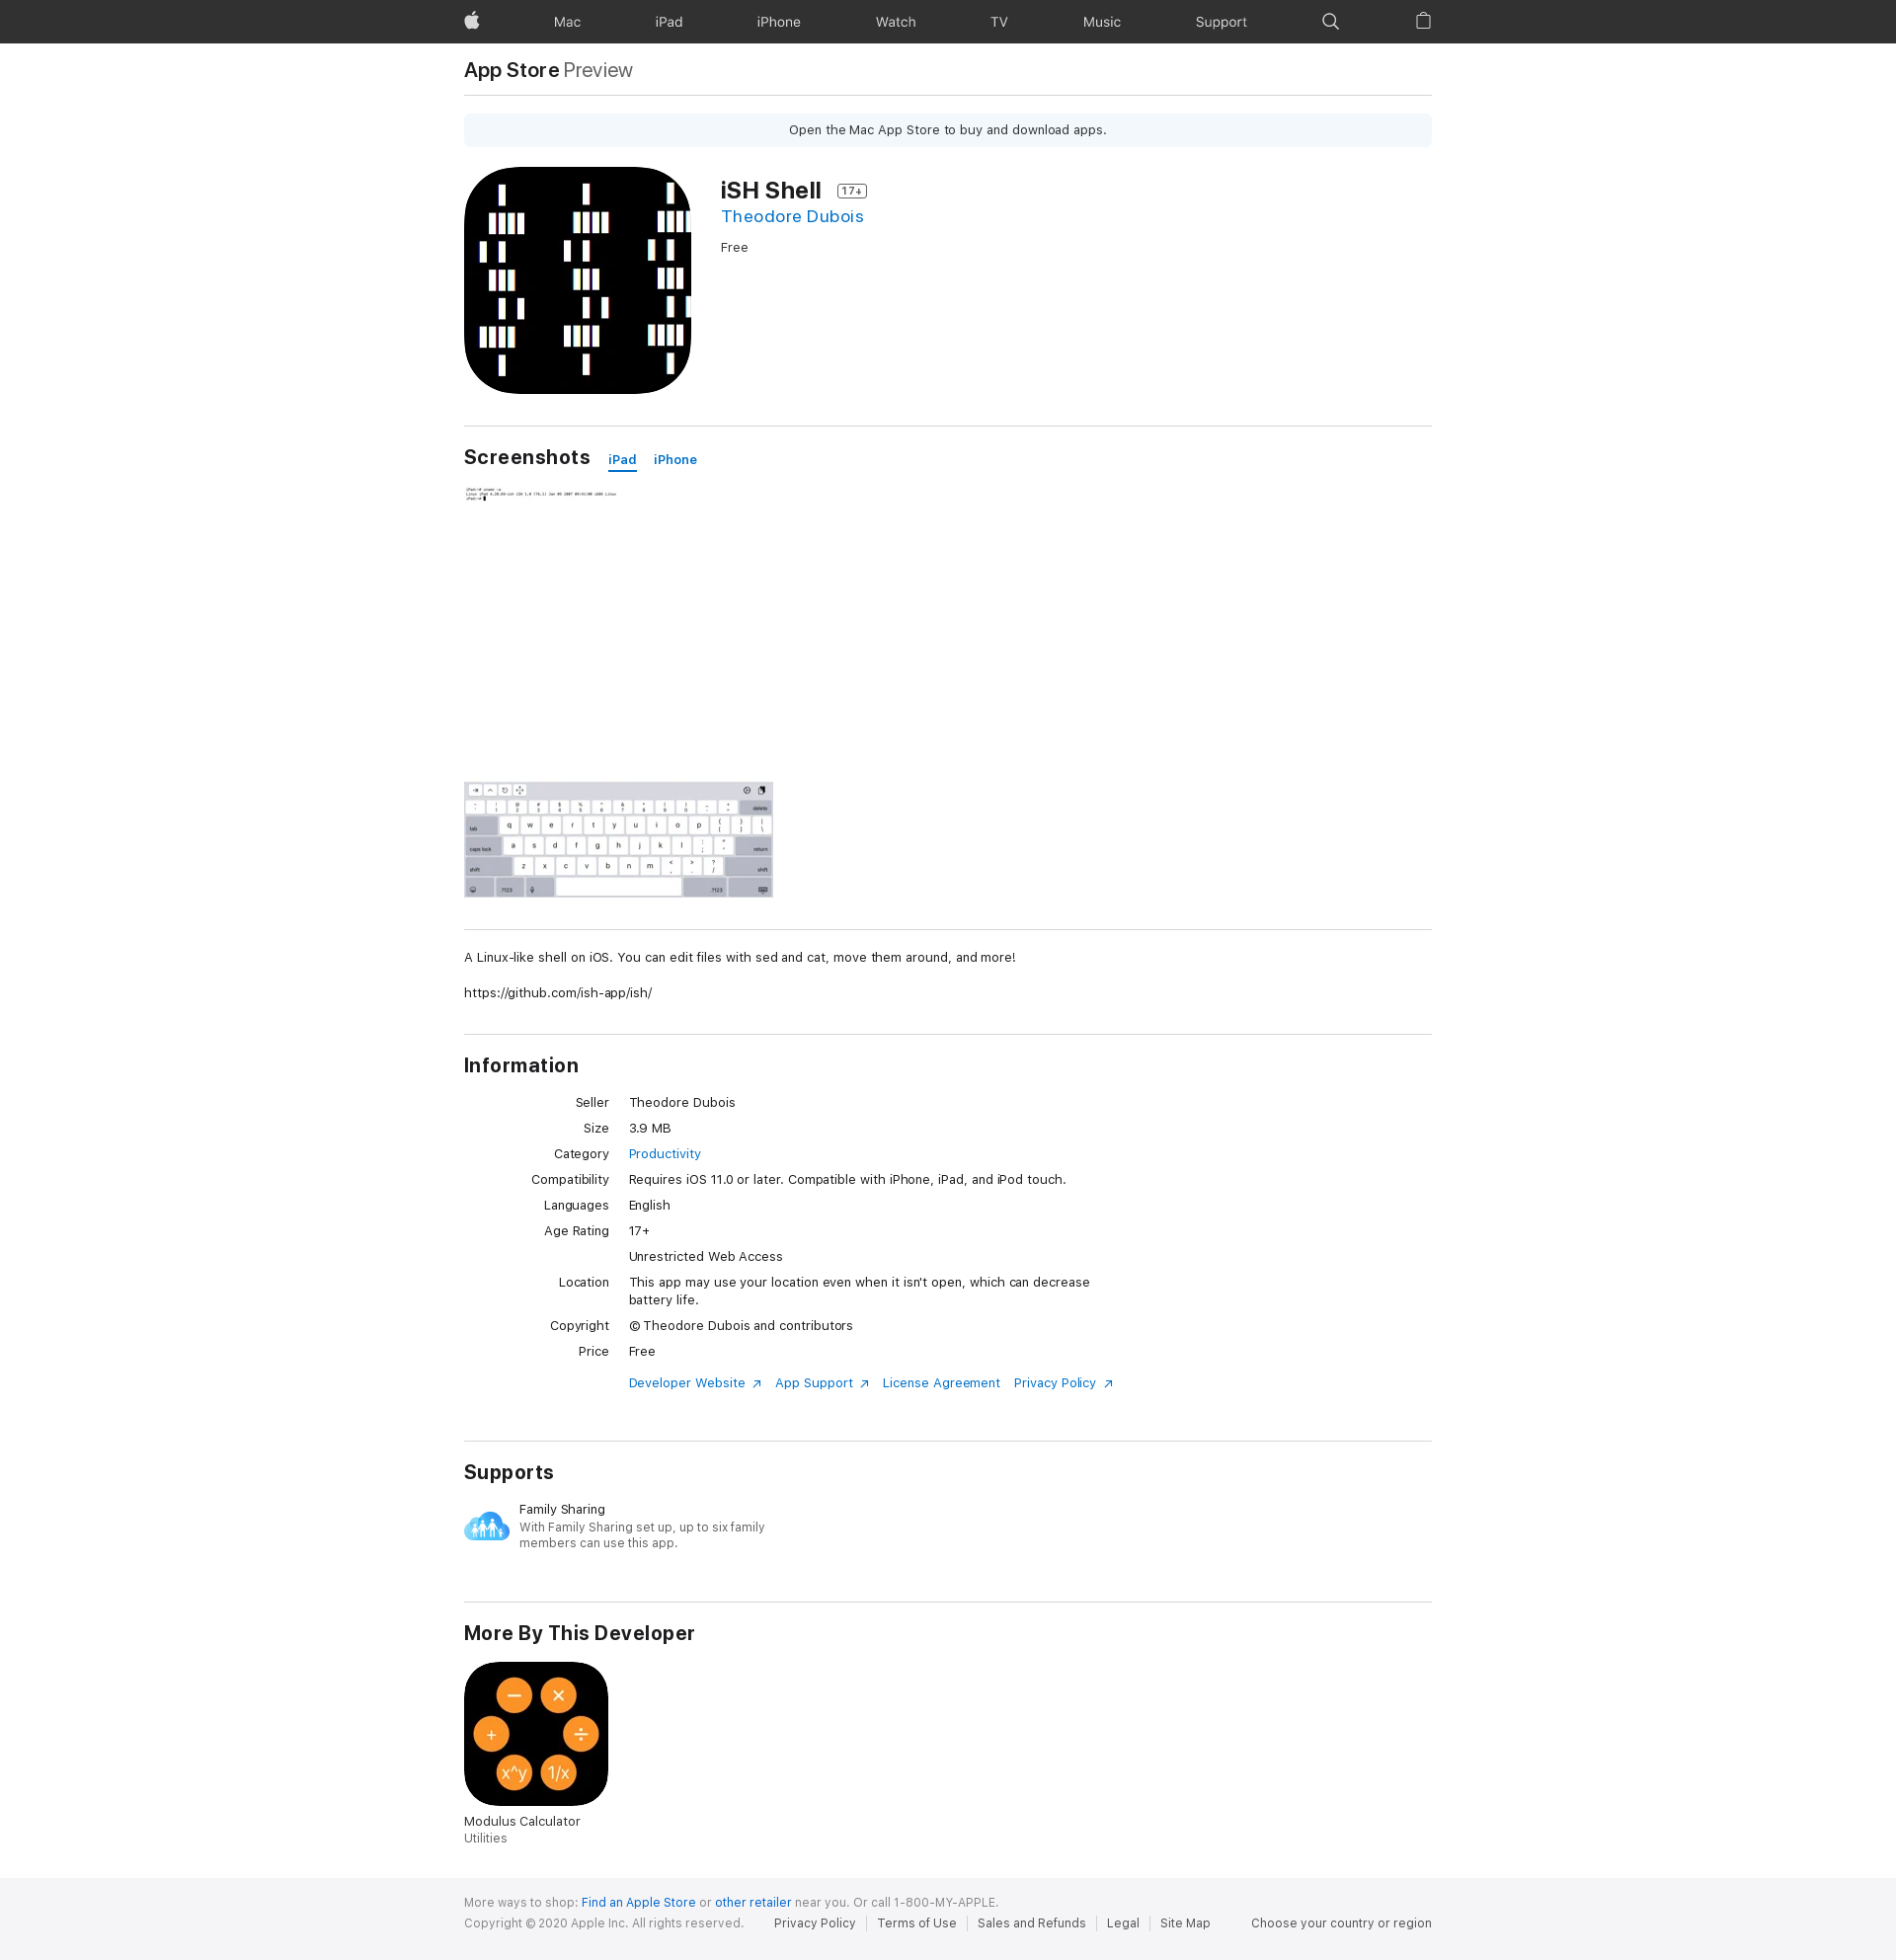 Mac iPad iPhone Watch TV Music Support
App Store Preview
Open the Mac App Store to buy and download apps.
iSH Shell 17+
Theodore Dubois
Free
Screenshots iPad iPhone
delete
tab q w e r t y u i o p
caps lock a s d f g h j k l return
shift z x c v b n m shift
.?123 .?123
A Linux-like shell on iOS. You can edit files with sed and cat, move them around, and more!
https://github.com/ish-app/ish/
Information
Seller Theodore Dubois
Size 3.9 MB
Category Productivity
Compatibility Requires iOS 11.0 or later. Compatible with iPhone, iPad, and iPod touch.
Languages English
Age Rating 17+
Unrestricted Web Access
Location This app may use your location even when it isn't open, which can decrease
battery life.
Copyright © Theodore Dubois and contributors
Price Free
Developer Website App Support License Agreement Privacy Policy
Supports
Family Sharing
With Family Sharing set up, up to six family
members can use this app.
More By This Developer
− ×
+ ÷
x^y 1/x
Modulus Calculator
Utilities
More ways to shop: Find an Apple Store or other retailer near you. Or call 1-800-MY-APPLE.
Copyright © 2020 Apple Inc. All rights reserved. Privacy Policy Terms of Use Sales and Refunds Legal Site Map Choose your country or region